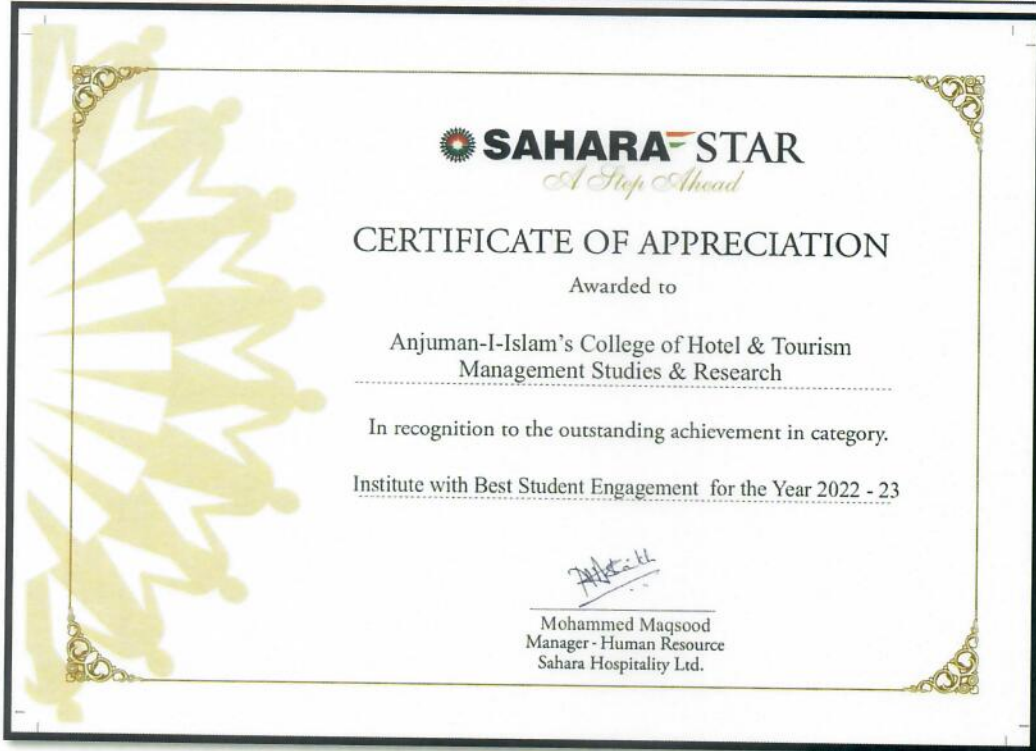 SAHARA STAR
A Step Ahead
CERTIFICATE OF APPRECIATION
Awarded to
Anjuman-I-Islam's College of Hotel & Tourism
Management Studies & Research
In recognition to the outstanding achievement in category.
Institute with Best Student Engagement for the Year 2022 - 23
Mohammed Maqsood
Manager - Human Resource
Sahara Hospitality Ltd.